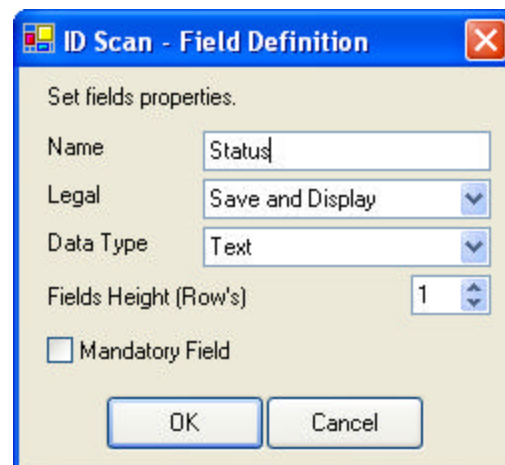 ID Scan - Field Definition
Set fields properties.
Name Status
Legal Save and Display
Data Type Text
Fields Height (Row's) 1
Mandatory Field
OK Cancel